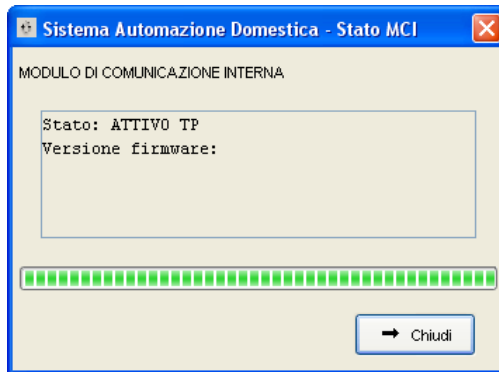 Sistema Automazione Domestica - Stato MCI
MODULO DI COMUNICAZIONE INTERNA
Stato: ATTIVO TP
Versione firmware:
Chiudi